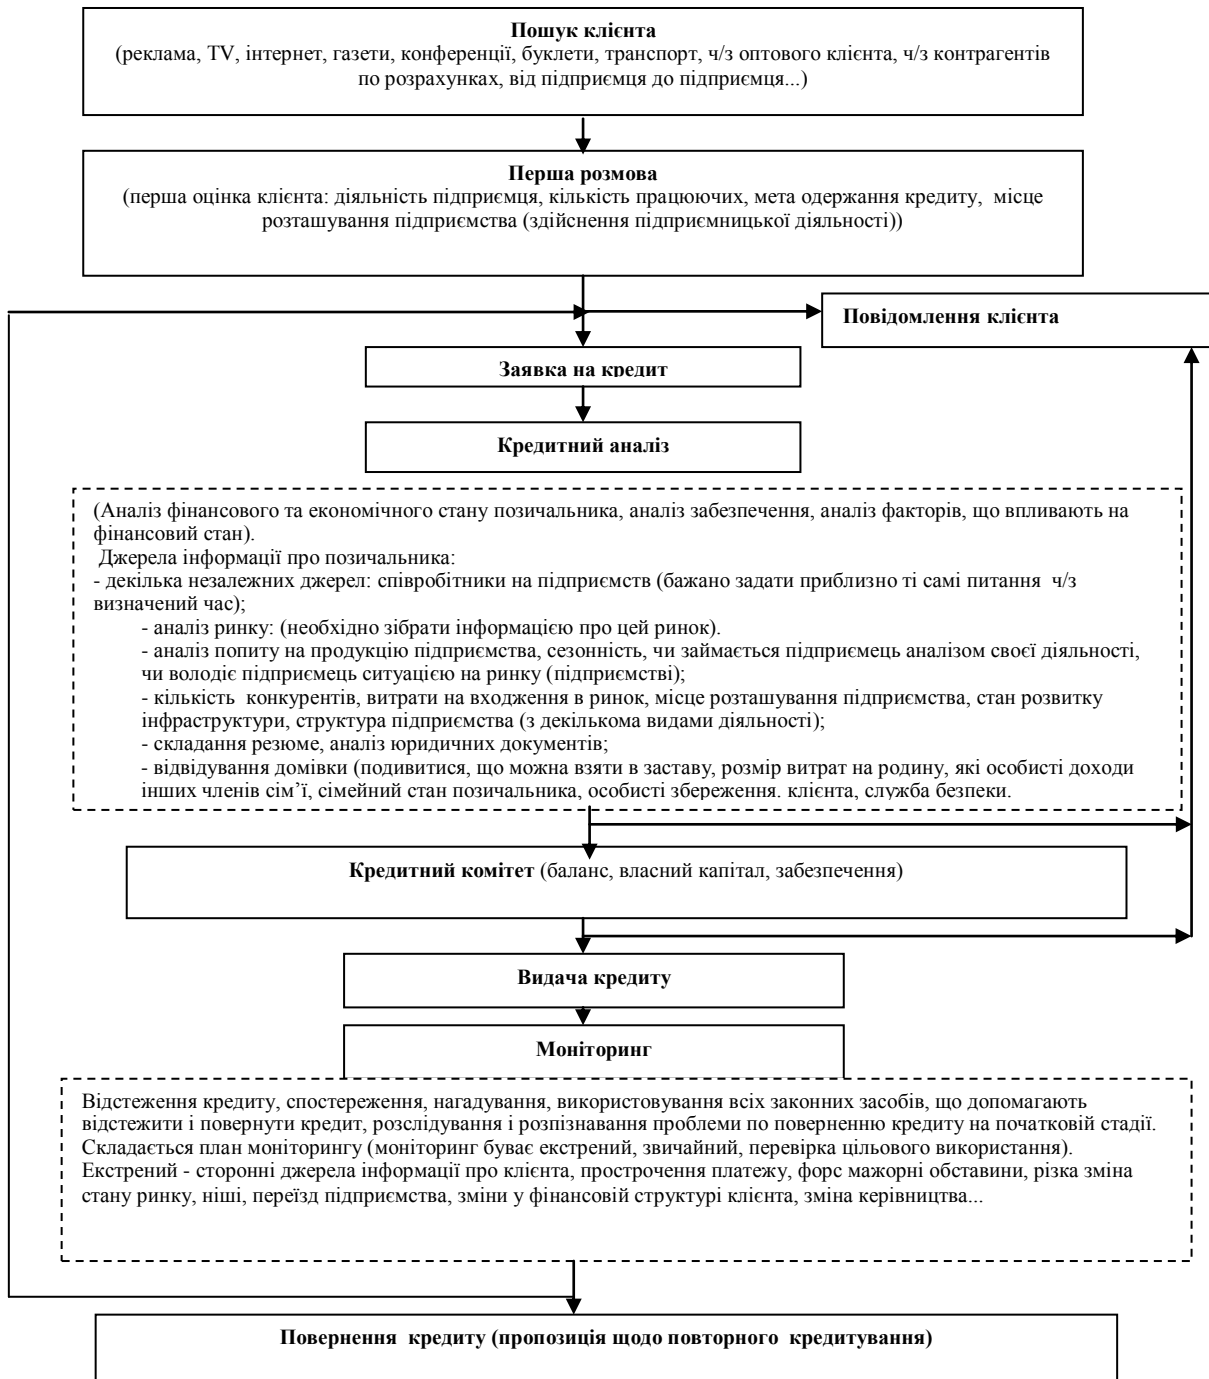 Пошук клієнта
(реклама, TV, інтернет, газети, конференції, буклети, транспорт, ч/з оптового клієнта, ч/з контрагентів
по розрахунках, від підприємця до підприємця...)
Перша розмова
(перша оцінка клієнта: діяльність підприємця, кількість працюючих, мета одержання кредиту, місце
розташування підприємства (здійснення підприємницької діяльності))
Повідомлення клієнта
Заявка на кредит
Кредитний аналіз
(Аналіз фінансового та економічного стану позичальника, аналіз забезпечення, аналіз факторів, що впливають на
фінансовий стан).
Джерела інформації про позичальника:
- декілька незалежних джерел: співробітники на підприємств (бажано задати приблизно ті самі питання ч/з
визначений час);
- аналіз ринку: (необхідно зібрати інформацією про цей ринок).
- аналіз попиту на продукцію підприємства, сезонність, чи займається підприємець аналізом своєї діяльності,
чи володіє підприємець ситуацією на ринку (підприємстві);
- кількість конкурентів, витрати на входження в ринок, місце розташування підприємства, стан розвитку
інфраструктури, структура підприємства (з декількома видами діяльності);
- складання резюме, аналіз юридичних документів;
- відвідування домівки (подивитися, що можна взяти в заставу, розмір витрат на родину, які особисті доходи
інших членів сім’ї, сімейний стан позичальника, особисті збереження. клієнта, служба безпеки.
Кредитний комітет (баланс, власний капітал, забезпечення)
Видача кредиту
Моніторинг
Відстеження кредиту, спостереження, нагадування, використовування всіх законних засобів, що допомагають
відстежити і повернути кредит, розслідування і розпізнавання проблеми по поверненню кредиту на початковій стадії.
Складається план моніторингу (моніторинг буває екстрений, звичайний, перевірка цільового використання).
Екстрений - сторонні джерела інформації про клієнта, прострочення платежу, форс мажорні обставини, різка зміна
стану ринку, ніші, переїзд підприємства, зміни у фінансовій структурі клієнта, зміна керівництва...
Повернення кредиту (пропозиція щодо повторного кредитування)